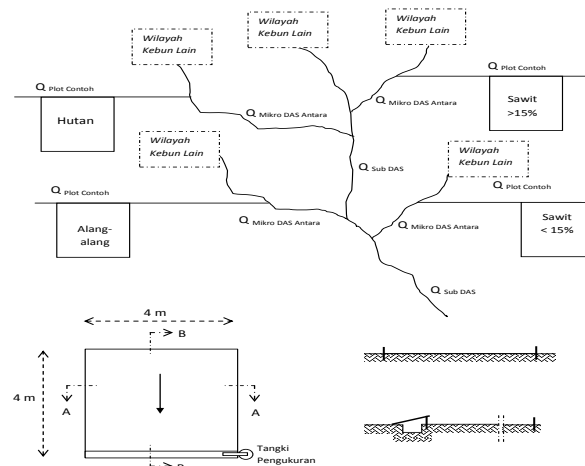 Wilayah
Kebun Lain
Wilayah
Kebun Lain
Wilayah
Kebun Lain
Q Plot Contoh
Q Plot Contoh
Hutan
Q Mikro DAS Antara
Q Mikro DAS Antara
Sawit
>15%
Wilayah
Kebun Lain
Wilayah
Kebun Lain
Q Sub DAS
Q Plot Contoh
Q Plot Contoh
Alang-
alang
Q Mikro DAS Antara
Q Mikro DAS Antara
Sawit
< 15%
Q Sub DAS
4 m
B
4 m
A
A
Tangki
Pengukuran